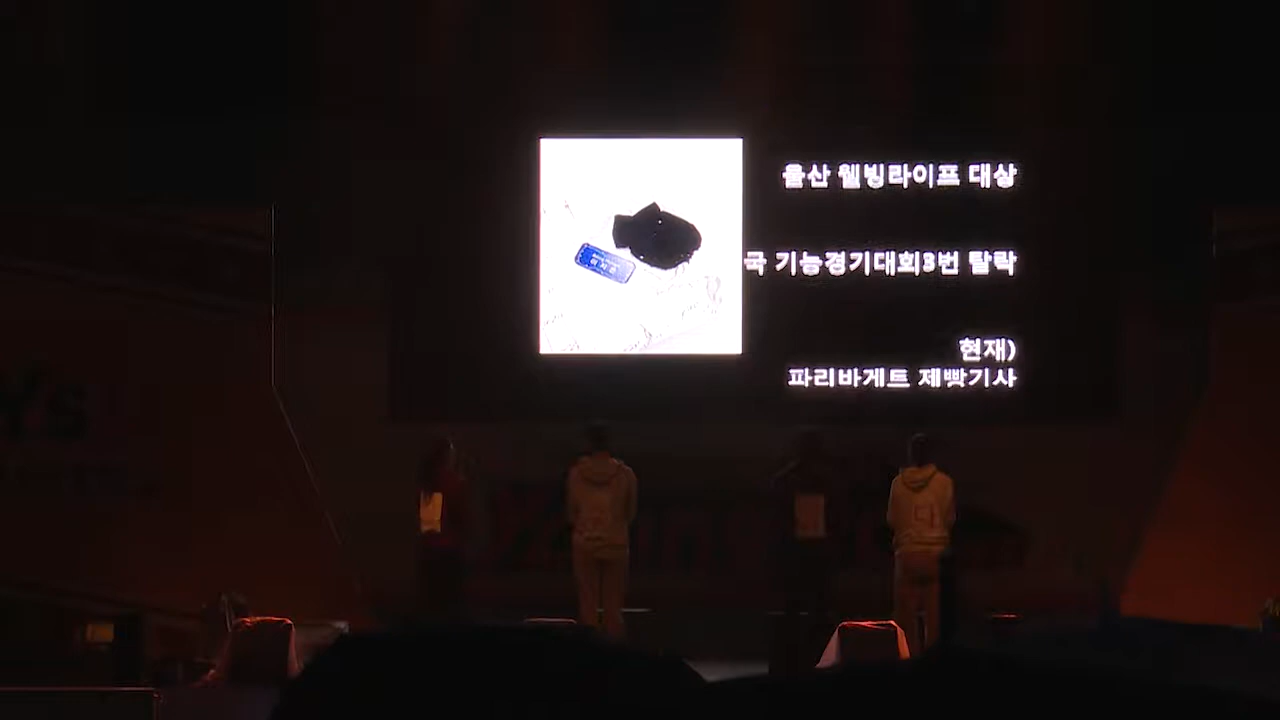 울산 웰빙라이프 대상
국 기능경기대회3번 탈락
현재)
파리바게트 제빵기사